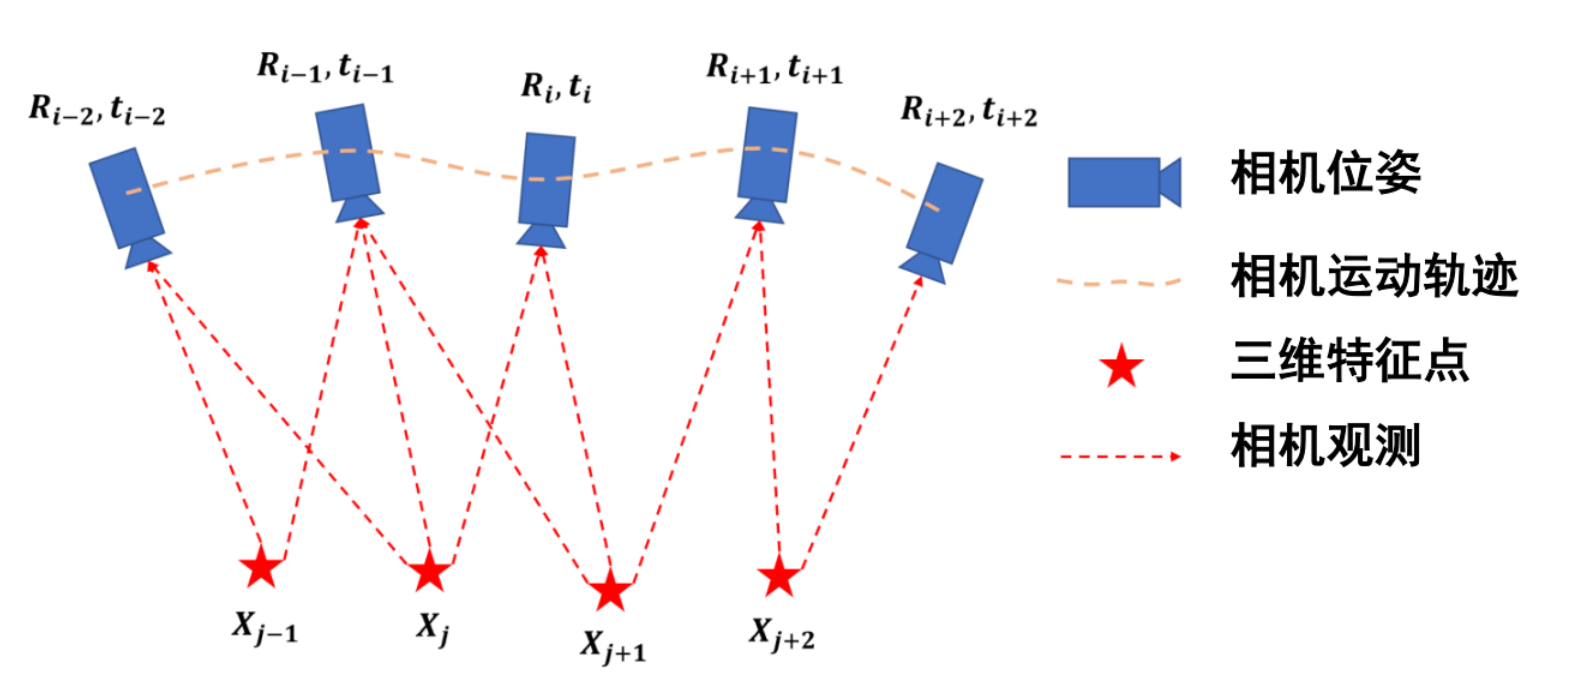 R_{i−2}, t_{i−2}
R_{i−1}, t_{i−1}
R_i, t_i
R_{i+1}, t_{i+1}
R_{i+2}, t_{i+2}
相机位姿
相机运动轨迹
三维特征点
相机观测
X_{j−1}
X_j
X_{j+1}
X_{j+2}